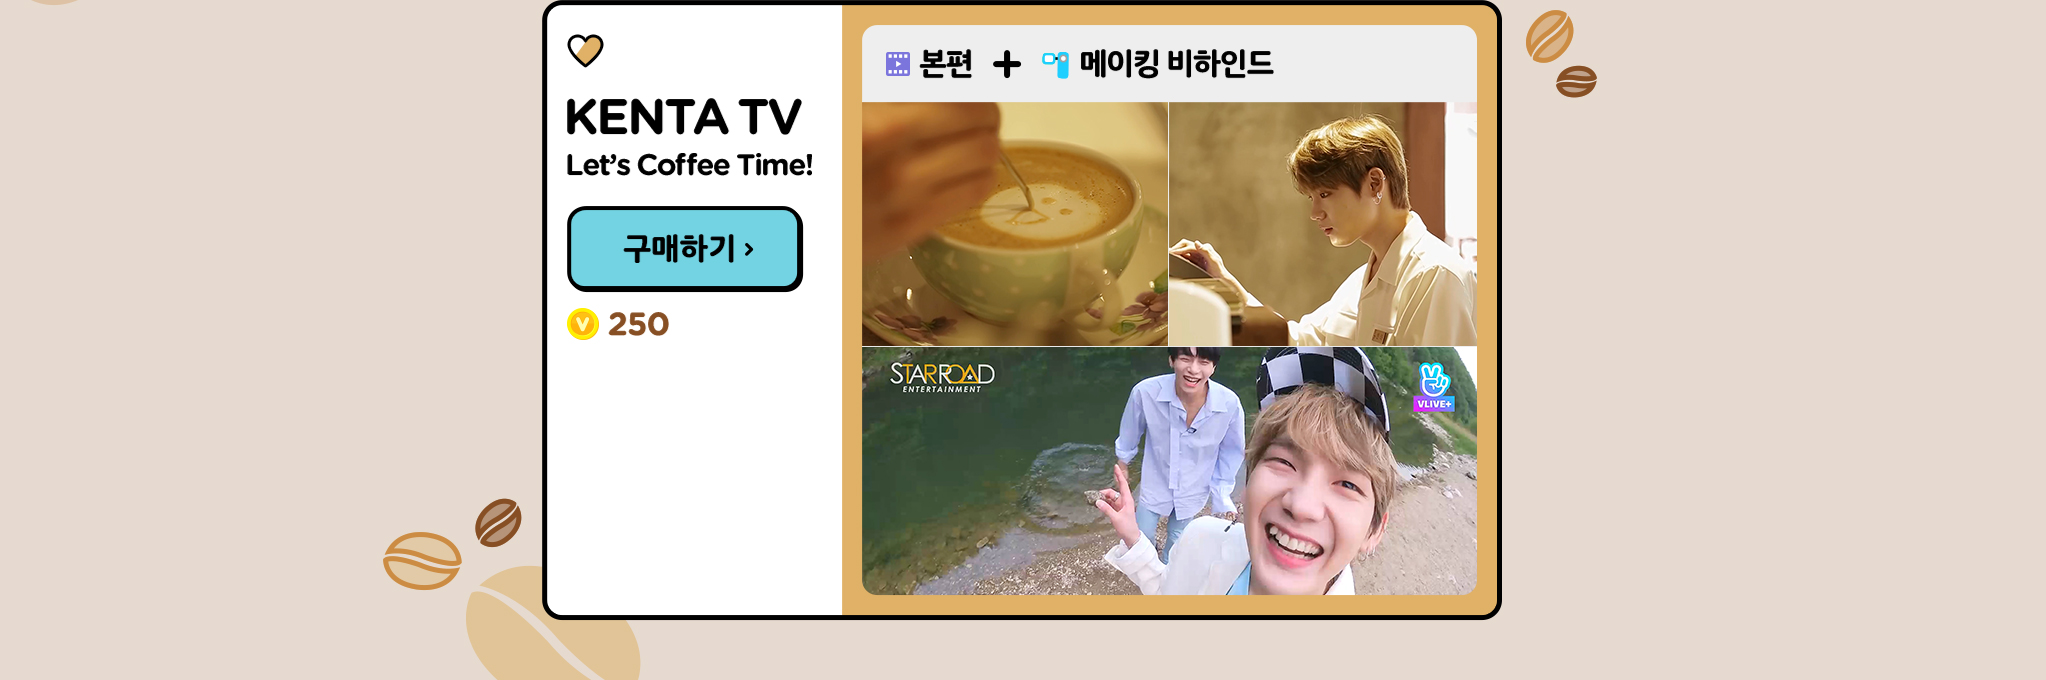 KENTA TV
Let's Coffee Time!
구매하기 >
V 250
본편 + 메이킹 비하인드
STARROAD
ENTERTAINMENT
V
VLIVE+